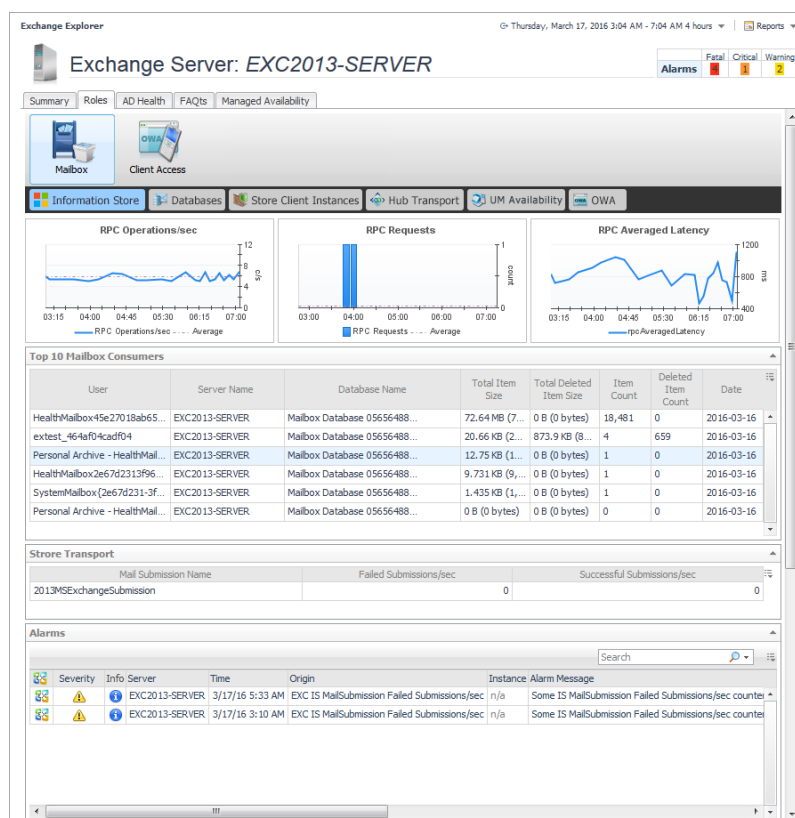 Exchange Explorer
Thursday, March 17, 2016 3:04 AM - 7:04 AM 4 hours
Reports
Exchange Server: EXC2013-SERVER
Fatal Critical Warning
Alarms 4 1 2
Summary Roles AD Health FAQts Managed Availability
OWA
Mailbox Client Access
Information Store Databases Store Client Instances Hub Transport UM Availability OWA
RPC Operations/sec
12
8
4
0
c/s
03:15 04:00 04:45 05:30 06:15 07:00
RPC Operations/sec Average
RPC Requests
1
0
count
03:00 04:00 05:00 06:00 07:00
RPC Requests Average
RPC Averaged Latency
1200
800
400
ms
03:15 04:00 04:45 05:30 06:15 07:00
rpcAveragedLatency
Top 10 Mailbox Consumers
User Server Name Database Name Total Item Size Total Deleted Item Size Item Count Deleted Item Count Date
HealthMailbox45e27018ab65... EXC2013-SERVER Mailbox Database 05656488... 72.64 MB (7... 0 B (0 bytes) 18,481 0 2016-03-16
extest_464af04cadf04 EXC2013-SERVER Mailbox Database 05656488... 20.66 KB (2... 873.9 KB (8... 4 659 2016-03-16
Personal Archive - HealthMail... EXC2013-SERVER Mailbox Database 05656488... 12.75 KB (1... 0 B (0 bytes) 1 0 2016-03-16
HealthMailbox2e67d2313f96... EXC2013-SERVER Mailbox Database 05656488... 9.731 KB (9,... 0 B (0 bytes) 1 0 2016-03-16
SystemMailbox{2e67d231-3f... EXC2013-SERVER Mailbox Database 05656488... 1.435 KB (1,... 0 B (0 bytes) 1 0 2016-03-16
Personal Archive - HealthMail... EXC2013-SERVER Mailbox Database 05656488... 0 B (0 bytes) 0 B (0 bytes) 0 0 2016-03-16
Strore Transport
Mail Submission Name Failed Submissions/sec Successful Submissions/sec
2013MSExchangeSubmission 0 0
Alarms
Search
Severity Info Server Time Origin Instance Alarm Message
EXC2013-SERVER 3/17/16 5:33 AM EXC IS MailSubmission Failed Submissions/sec n/a Some IS MailSubmission Failed Submissions/sec counter
EXC2013-SERVER 3/17/16 3:10 AM EXC IS MailSubmission Failed Submissions/sec n/a Some IS MailSubmission Failed Submissions/sec counter